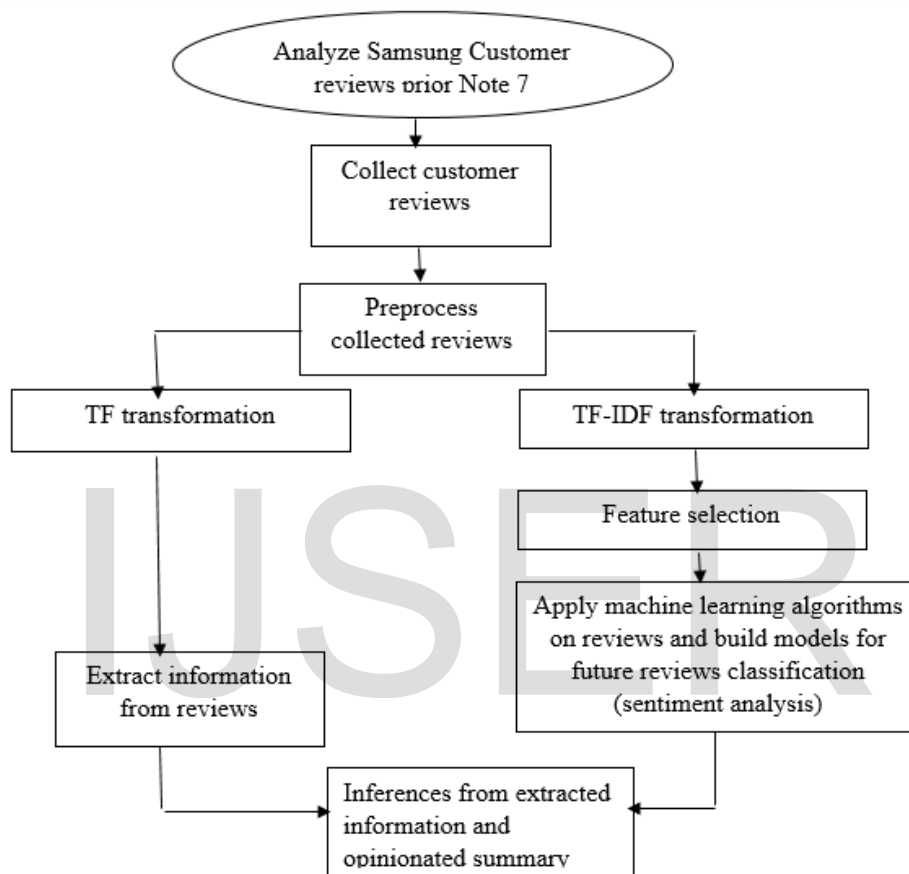 Analyze Samsung Customer
reviews prior Note 7
Collect customer
reviews
Preprocess
collected reviews
TF transformation
TF-IDF transformation
Feature selection
Apply machine learning algorithms
on reviews and build models for
future reviews classification
(sentiment analysis)
Extract information
from reviews
Inferences from extracted
information and
opinionated summary
IJSER